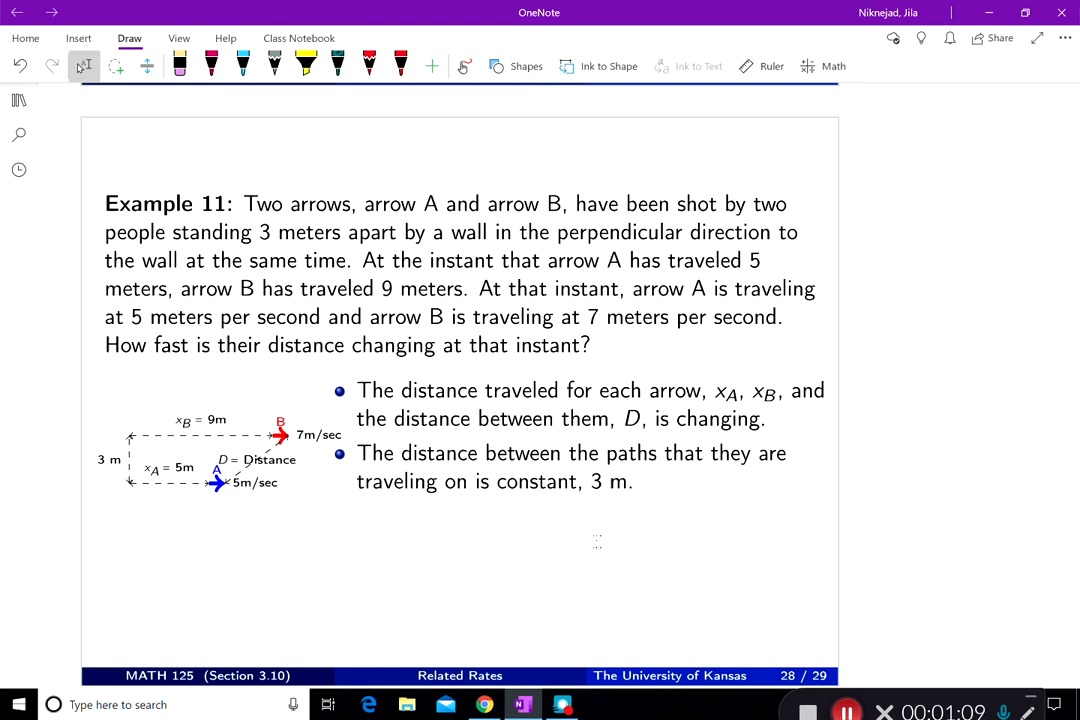 OneNote
Niknejad, Jila
Home Insert Draw View Help Class Notebook
Share
Shapes Ink to Shape Ink to Text Ruler Math
Example 11: Two arrows, arrow A and arrow B, have been shot by two
people standing 3 meters apart by a wall in the perpendicular direction to
the wall at the same time. At the instant that arrow A has traveled 5
meters, arrow B has traveled 9 meters. At that instant, arrow A is traveling
at 5 meters per second and arrow B is traveling at 7 meters per second.
How fast is their distance changing at that instant?
x_B = 9m
B
7m/sec
3 m
x_A = 5m
D = Distance
A
5m/sec
The distance traveled for each arrow, x_A, x_B, and
the distance between them, D, is changing.
The distance between the paths that they are
traveling on is constant, 3 m.
MATH 125 (Section 3.10) Related Rates The University of Kansas 28 / 29
Type here to search
00:01:09